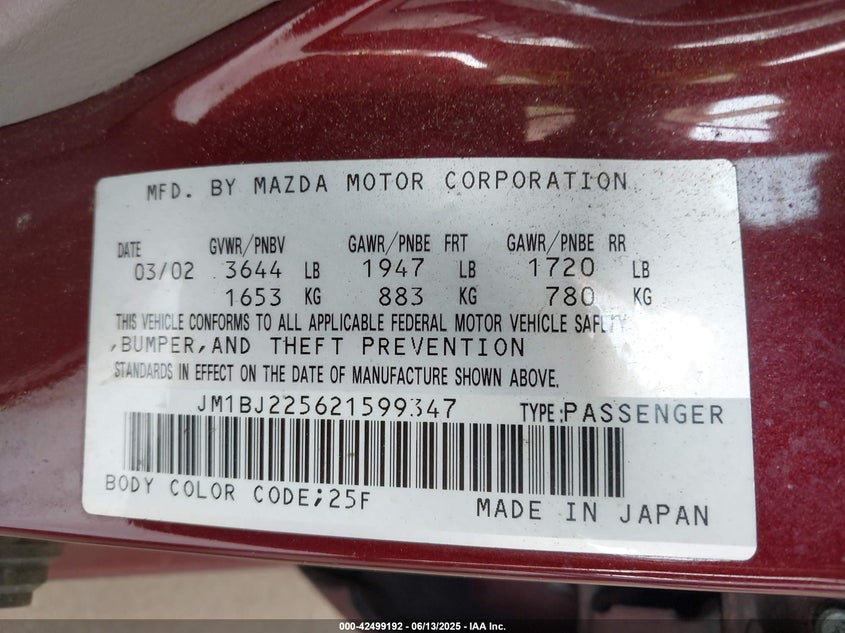 MFD. BY MAZDA MOTOR CORPORATION
DATE GVWR/PNBV GAWR/PNBE FRT GAWR/PNBE RR
03/02 3644 LB 1947 LB 1720 LB
1653 KG 883 KG 780 KG
THIS VEHICLE CONFORMS TO ALL APPLICABLE FEDERAL MOTOR VEHICLE SAFETY
,BUMPER,AND THEFT PREVENTION
STANDARDS IN EFFECT ON THE DATE OF MANUFACTURE SHOWN ABOVE.
JM1BJ225621599347 TYPE:PASSENGER
BODY COLOR CODE;25F MADE IN JAPAN
000-42499192 - 06/13/2025 - IAA Inc.